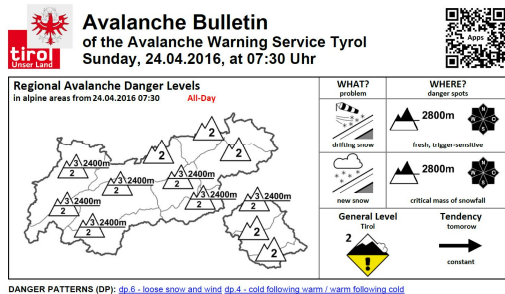 Avalanche Bulletin
of the Avalanche Warning Service Tyrol
Sunday, 24.04.2016, at 07:30 Uhr
tirol
Unser Land
Apps
Regional Avalanche Danger Levels
in alpine areas from 24.04.2016 07:30 All-Day
WHAT?
problem
WHERE?
danger spots
2
2
2
3 2400m
2
3 2400m
2
3 2400m
2
3 2400m
2
3 2400m
2
3 2400m
2
2
2
drifting snow
2800m
fresh, trigger-sensitive
new snow
2800m
critical mass of snowfall
General Level
Tirol
2
Tendency
tomorow
constant
DANGER PATTERNS (DP): dp.6 - loose snow and wind dp.4 - cold following warm / warm following cold